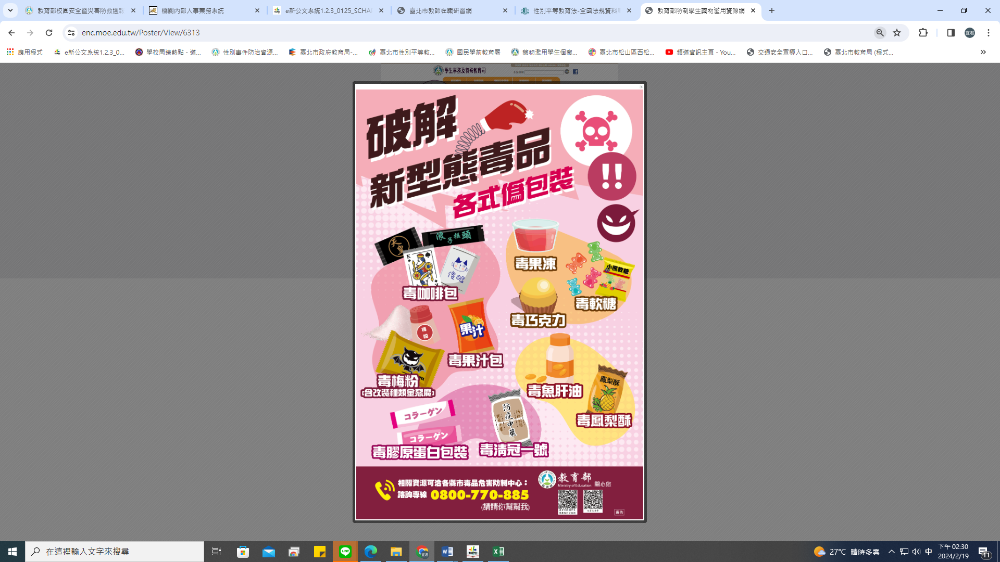 教育部校園安全暨災害防救通報
機關內部人事業務系統
e新公文系統1.2.3_0125_SCHA
臺北市教師在職研習網
性別平等教育法-全國法規資料
教育部防制學生藥物濫用資源網
enc.moe.edu.tw/Poster/View/6313
宜君
應用程式
e新公文系統1.2.3_0...
學校周邊熱點 - 道...
性別事件防治資源...
臺北市政府教育局-...
臺北市性別平等教...
國民學前教育署
藥物濫用學生個案...
臺北市松山區西松...
頻道資訊主頁 - You...
交通安全宣導入口...
臺北市教育局 (程式...
學生事務及特殊教育司
破解
新型態毒品
各式偽包裝
天皇
浪子搖頭
K
傻眼
毒咖啡包
毒果凍
小熊軟糖
毒軟糖
毒巧克力
梅粉
果汁
毒果汁包
毒梅粉
(含改裝種類金惡魔)
毒魚肝油
鳳梨酥
毒鳳梨酥
コラーゲン
コラーゲン
毒膠原蛋白包裝
防疫中藥
毒清冠一號
相關資源可洽各縣市毒品危害防制中心：
諮詢專線 0800-770-885
(請請你幫幫我)
教育部
Ministry of Education 關心您
廣告
在這裡輸入文字來搜尋
27°C 晴時多雲
中
下午 02:30
2024/2/19
11